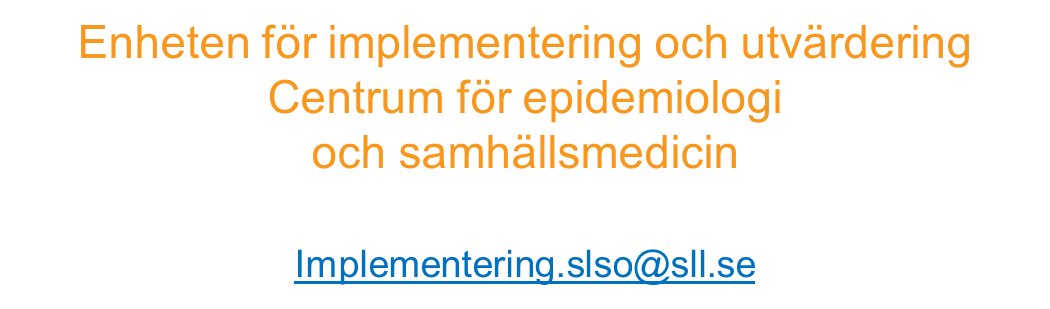 Enheten för implementering och utvärdering
Centrum för epidemiologi
och samhällsmedicin
Implementering.slso@sll.se